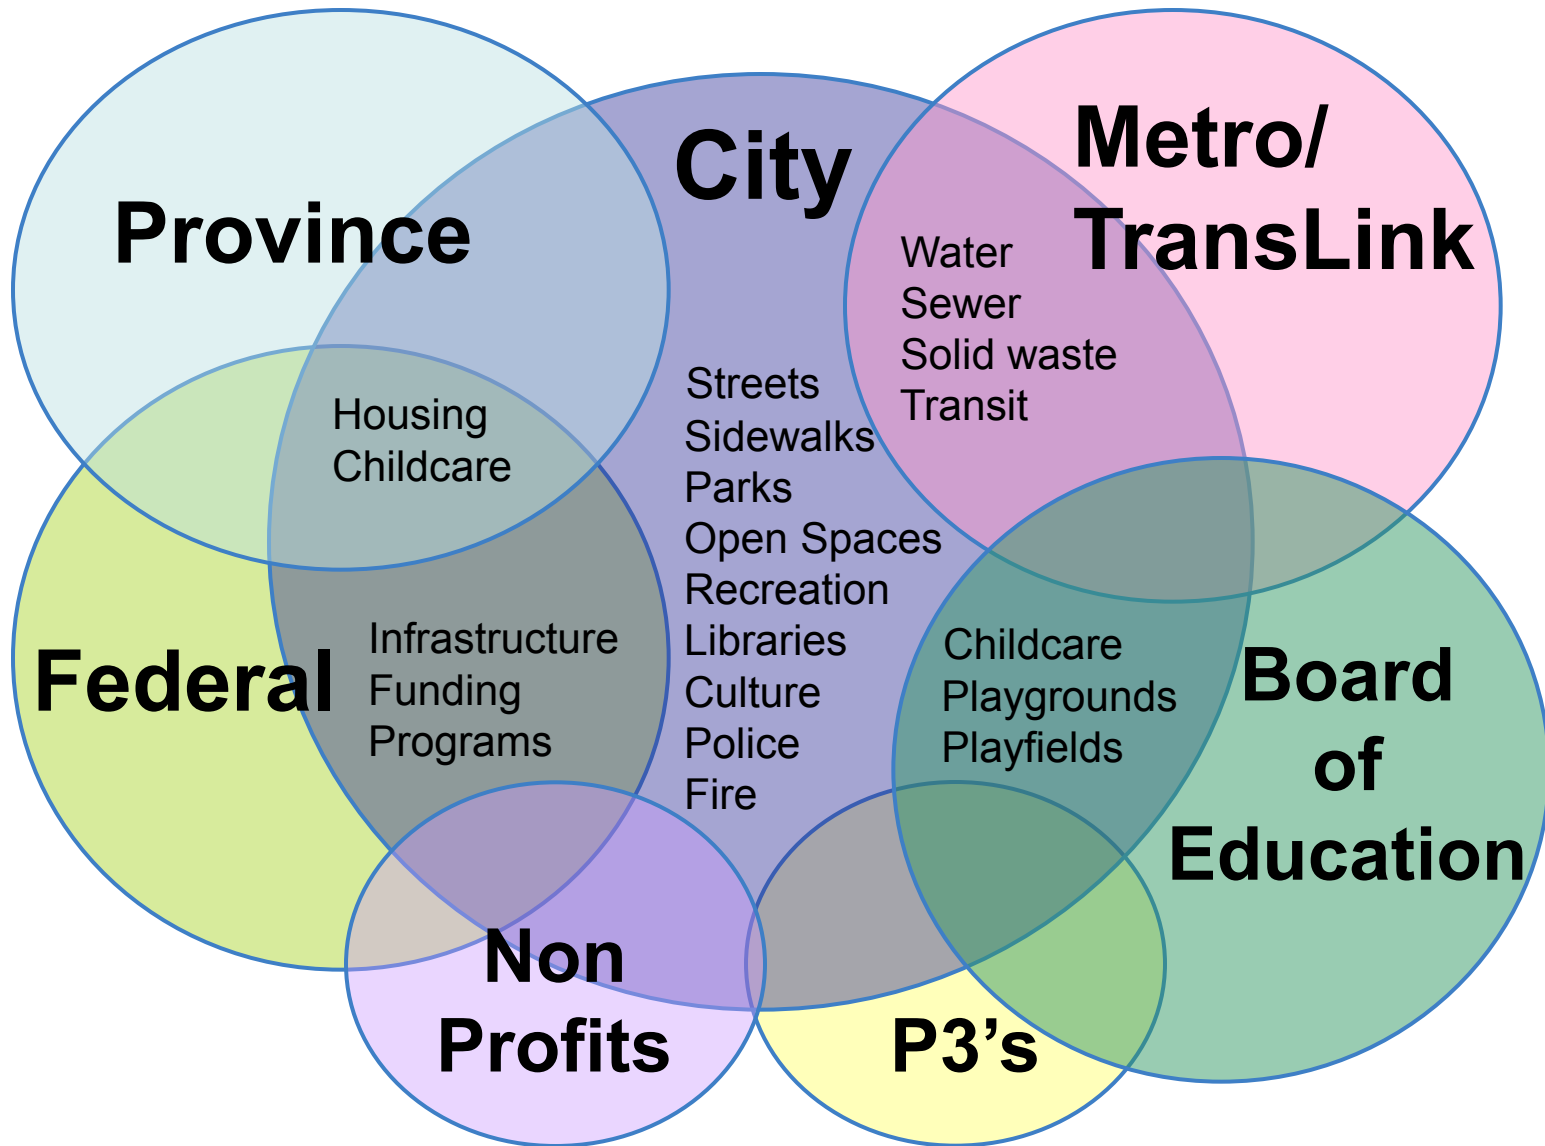 City
Metro/
TransLink
Province
Water
Sewer
Solid waste
Transit
Housing
Childcare
Streets
Sidewalks
Parks
Open Spaces
Recreation
Libraries
Culture
Police
Fire
Federal
Infrastructure
Funding
Programs
Childcare
Playgrounds
Playfields
Board
of
Education
Non
Profits
P3’s